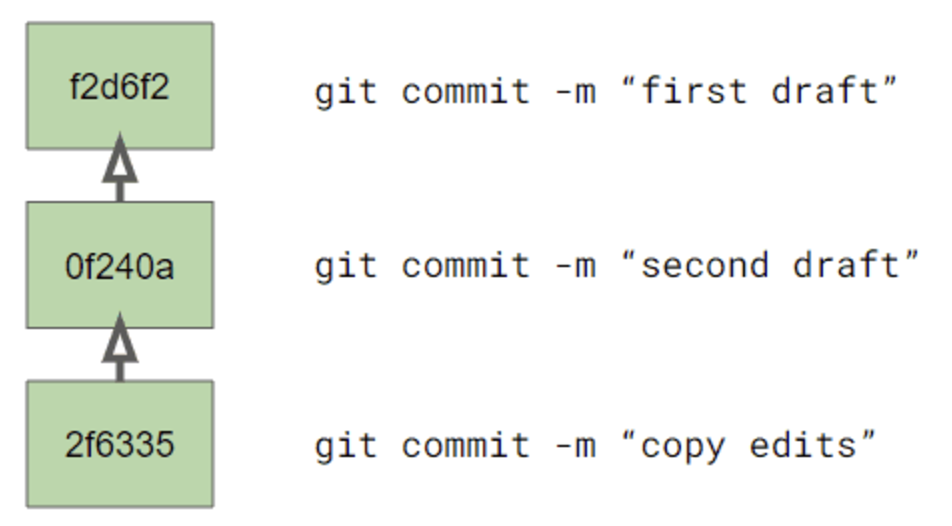 f2d6f2 git commit -m “first draft”
0f240a git commit -m “second draft”
2f6335 git commit -m “copy edits”